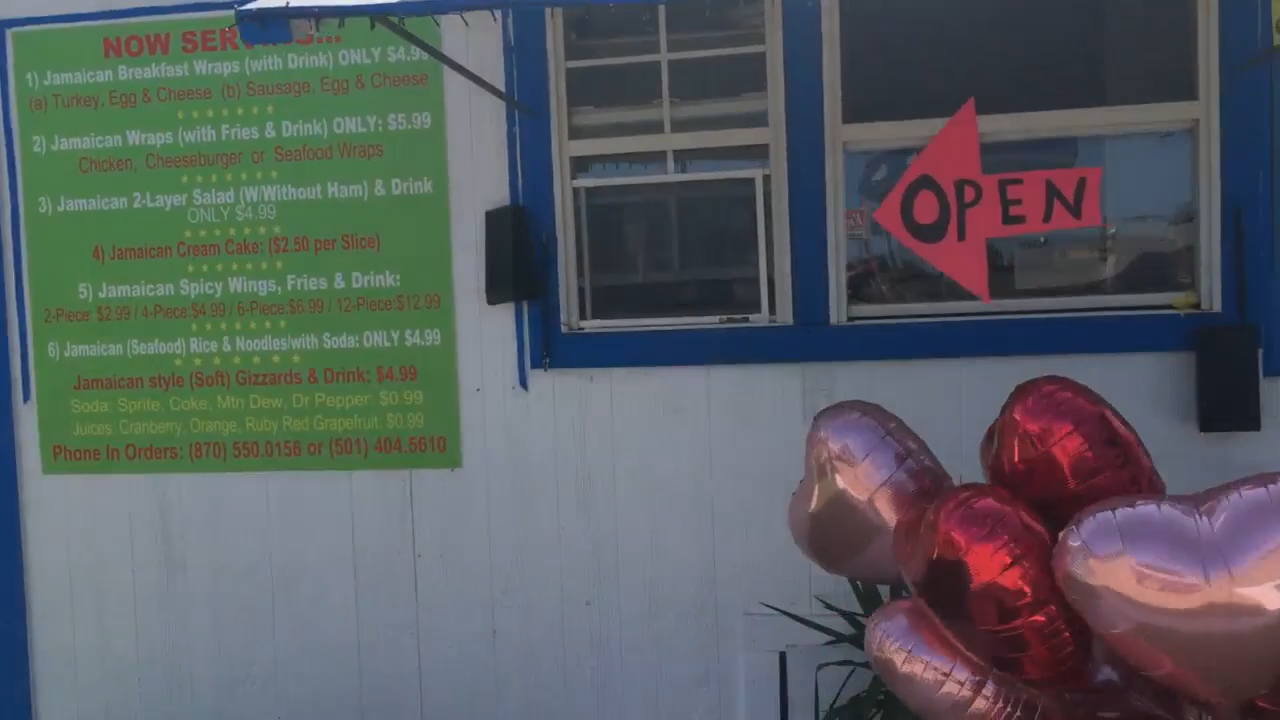 NOW SERVING...
1) Jamaican Breakfast Wraps (with Drink) ONLY $4.99
(a) Turkey, Egg & Cheese (b) Sausage, Egg & Cheese
2) Jamaican Wraps (with Fries & Drink) ONLY: $5.99
Chicken, Cheeseburger or Seafood Wraps
3) Jamaican 2-Layer Salad (W/Without Ham) & Drink
ONLY $4.99
4) Jamaican Cream Cake: ($2.50 per Slice)
5) Jamaican Spicy Wings, Fries & Drink:
2-Piece: $2.99 / 4-Piece:$4.99 / 6-Piece:$6.99 / 12-Piece:$12.99
6) Jamaican (Seafood) Rice & Noodles/with Soda: ONLY $4.99
Jamaican style (Soft) Gizzards & Drink: $4.99
Soda: Sprite, Coke, Mtn Dew, Dr Pepper: $0.99
Juices: Cranberry, Orange, Ruby Red Grapefruit: $0.99
Phone In Orders: (870) 550.0156 or (501) 404.5610
OPEN